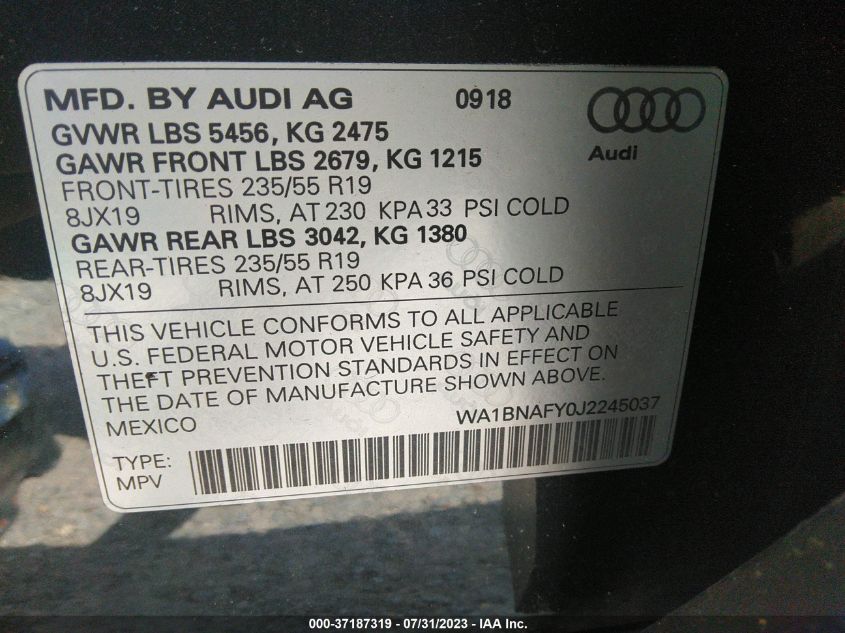 MFD. BY AUDI AG 0918
GVWR LBS 5456, KG 2475
GAWR FRONT LBS 2679, KG 1215
FRONT-TIRES 235/55 R19
8JX19 RIMS, AT 230 KPA 33 PSI COLD
GAWR REAR LBS 3042, KG 1380
REAR-TIRES 235/55 R19
8JX19 RIMS, AT 250 KPA 36 PSI COLD
Audi
THIS VEHICLE CONFORMS TO ALL APPLICABLE
U.S. FEDERAL MOTOR VEHICLE SAFETY AND
THEFT PREVENTION STANDARDS IN EFFECT ON
THE DATE OF MANUFACTURE SHOWN ABOVE.
MEXICO WA1BNAFY0J2245037
TYPE:
MPV
000-37187319 - 07/31/2023 - IAA Inc.